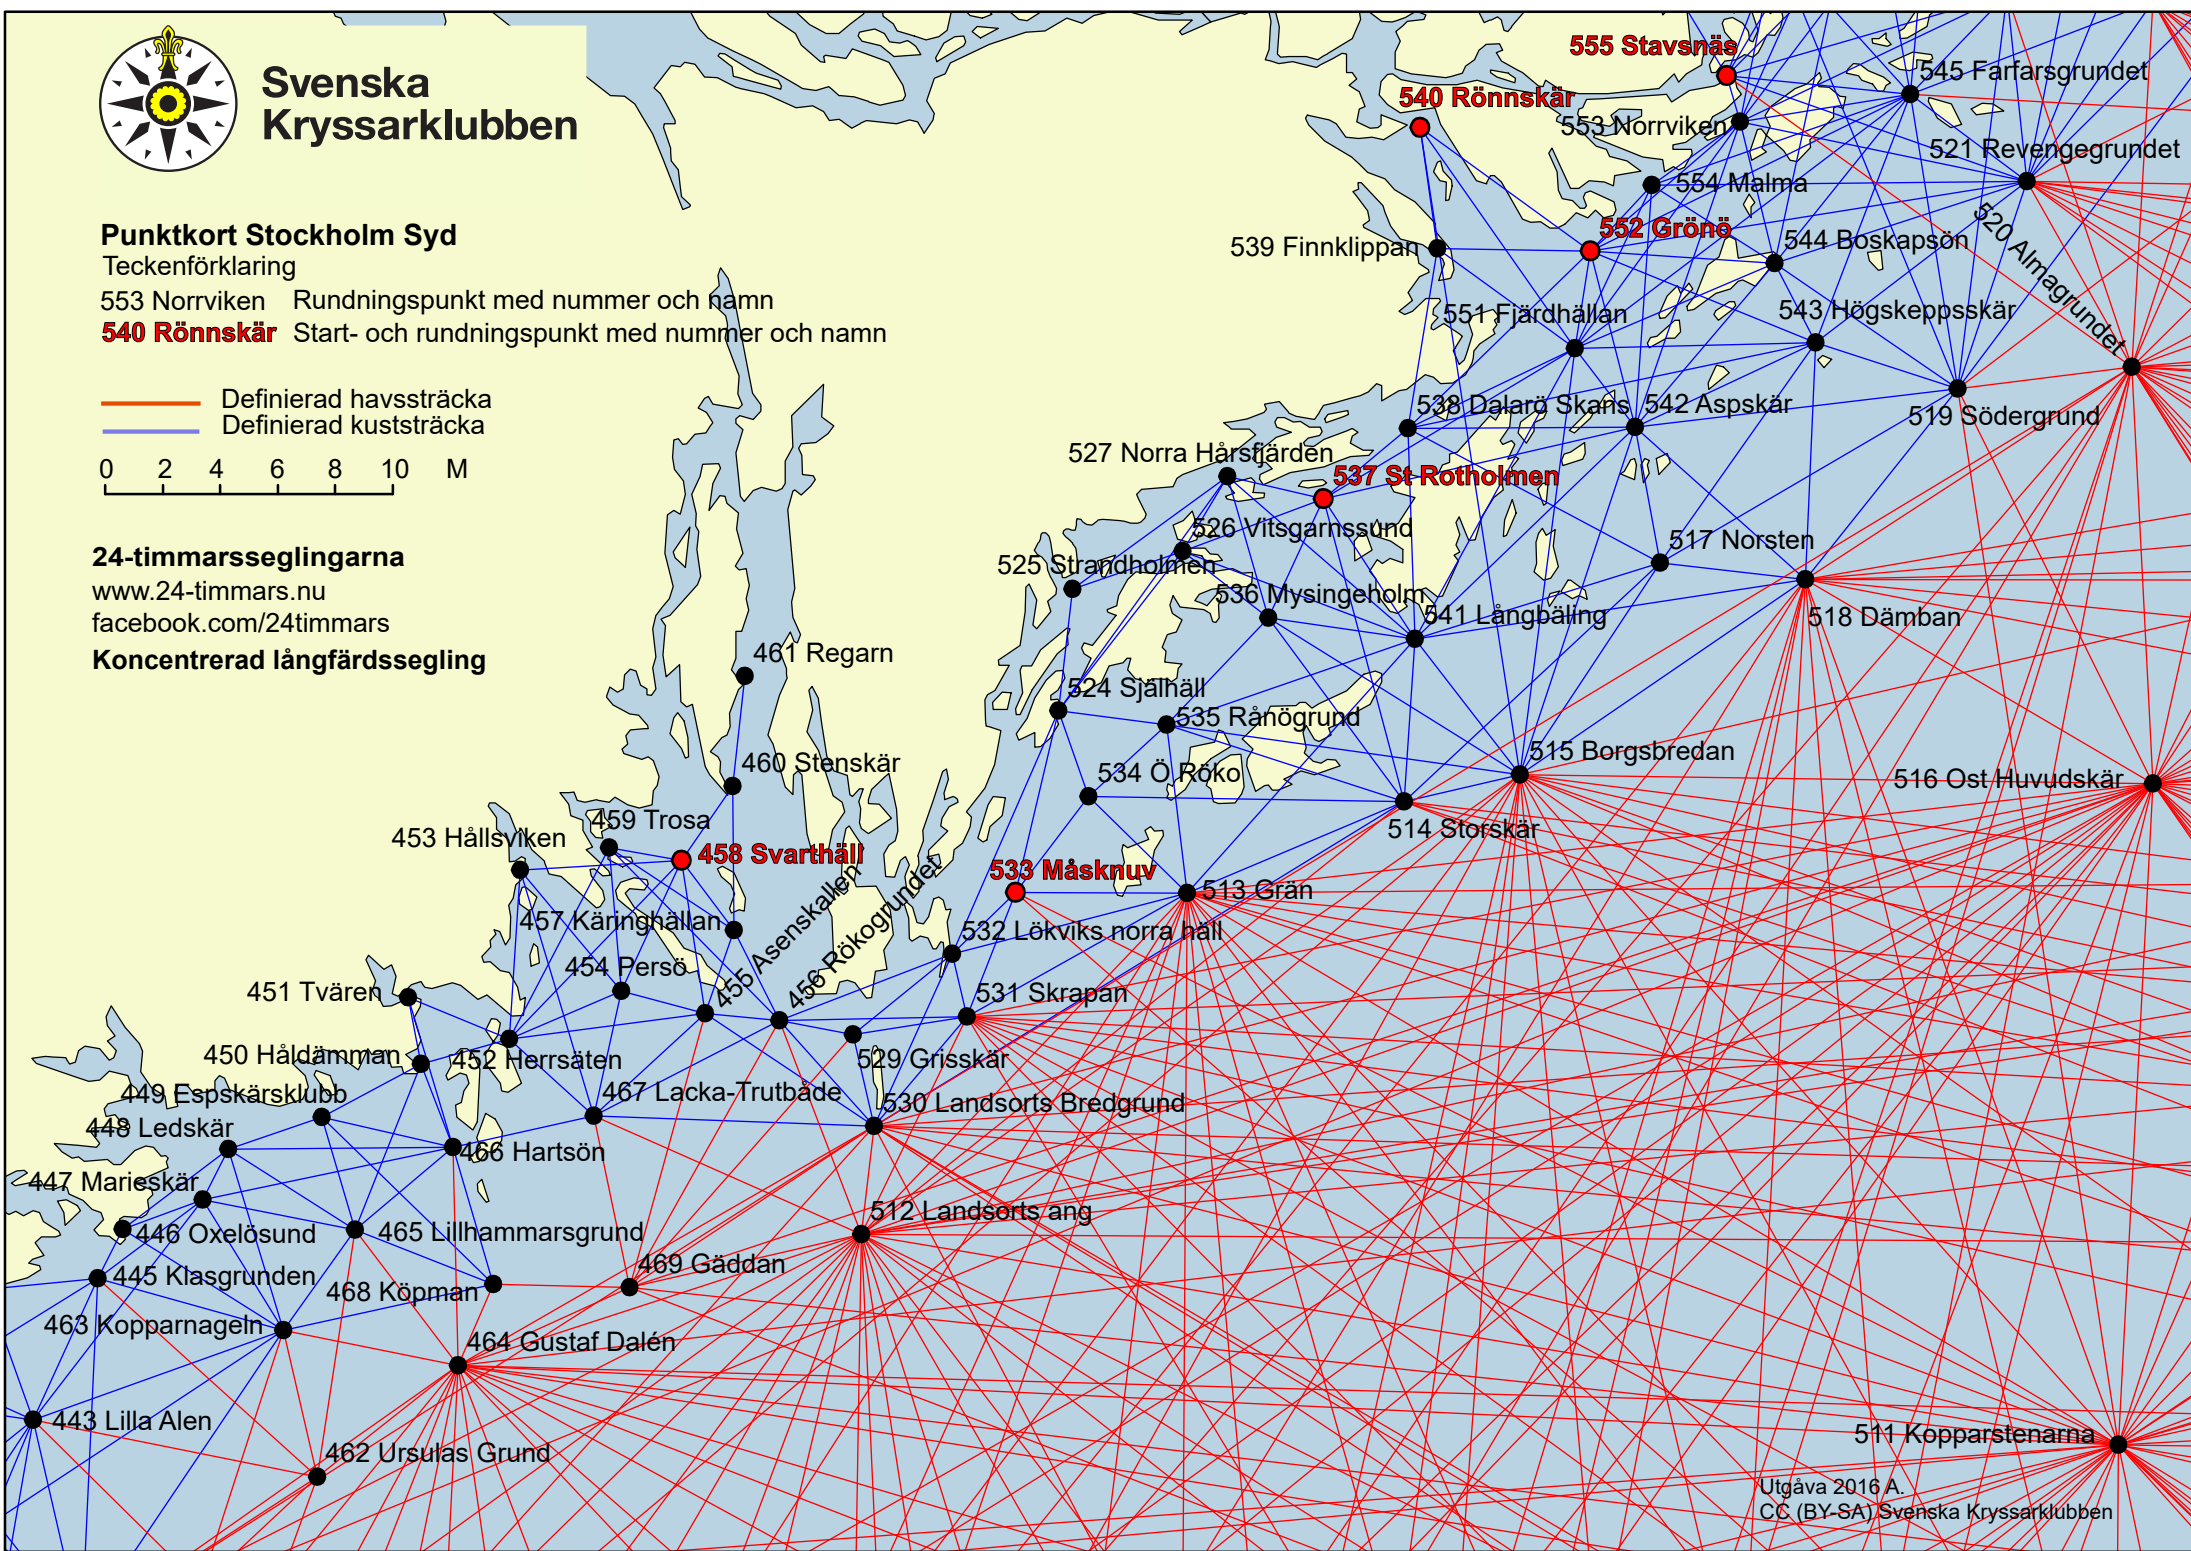 Svenska
Kryssarklubben
Punktkort Stockholm Syd
Teckenförklaring
553 Norrviken Rundningspunkt med nummer och namn
540 Rönnskär Start- och rundningspunkt med nummer och namn
Definierad havssträcka
Definierad kuststräcka
0 2 4 6 8 10 M
24-timmarsseglingarna
www.24-timmars.nu
facebook.com/24timmars
Koncentrerad långfärdssegling
555 Stavsnäs
545 Farfarsgrundet
540 Rönnskär
553 Norrviken
521 Revengegrundet
554 Malma
552 Grönö
539 Finnklippan
544 Boskapsön
520 Almagrundet
551 Fjärdhällan
543 Högskeppsskär
538 Dalarö Skans
542 Aspskär
519 Södergrund
527 Norra Hårsfjärden
537 St Rotholmen
526 Vitsgarnssund
517 Norsten
525 Strandholmen
536 Mysingeholm
541 Långbäling
518 Dämban
461 Regarn
524 Själhäll
535 Rånögrund
460 Stenskär
515 Borgsbredan
534 Ö Röko
516 Ost Huvudskär
459 Trosa
514 Storskär
453 Hållsviken
458 Svarthäll
533 Måsknuv
513 Grän
457 Käringhällan
455 Asenskallen
456 Rökogrundet
532 Lökviks norra häll
454 Persö
451 Tvären
531 Skrapan
450 Håldämman
452 Herrsäten
529 Grisskär
449 Espskärsklubb
467 Lacka-Trutbåde
530 Landsorts Bredgrund
448 Ledskär
466 Hartsön
447 Marieskär
512 Landsorts ang
446 Oxelösund
465 Lillhammarsgrund
469 Gäddan
445 Klasgrunden
468 Köpman
463 Kopparnageln
464 Gustaf Dalén
443 Lilla Alen
511 Kopparstenarna
462 Ursulas Grund
Utgåva 2016 A.
CC (BY-SA) Svenska Kryssarklubben